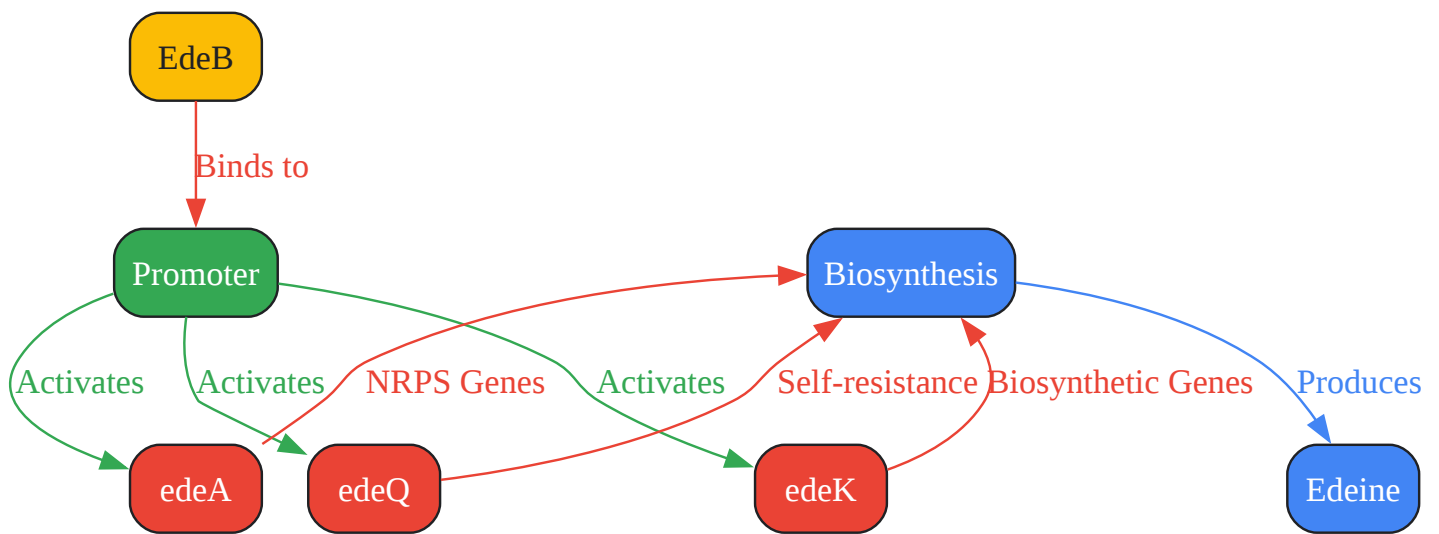 EdeB
Binds to
Promoter
Biosynthesis
Activates
Activates
NRPS Genes
Activates
Self-resistance
Biosynthetic Genes
Produces
edeA
edeQ
edeK
Edeine